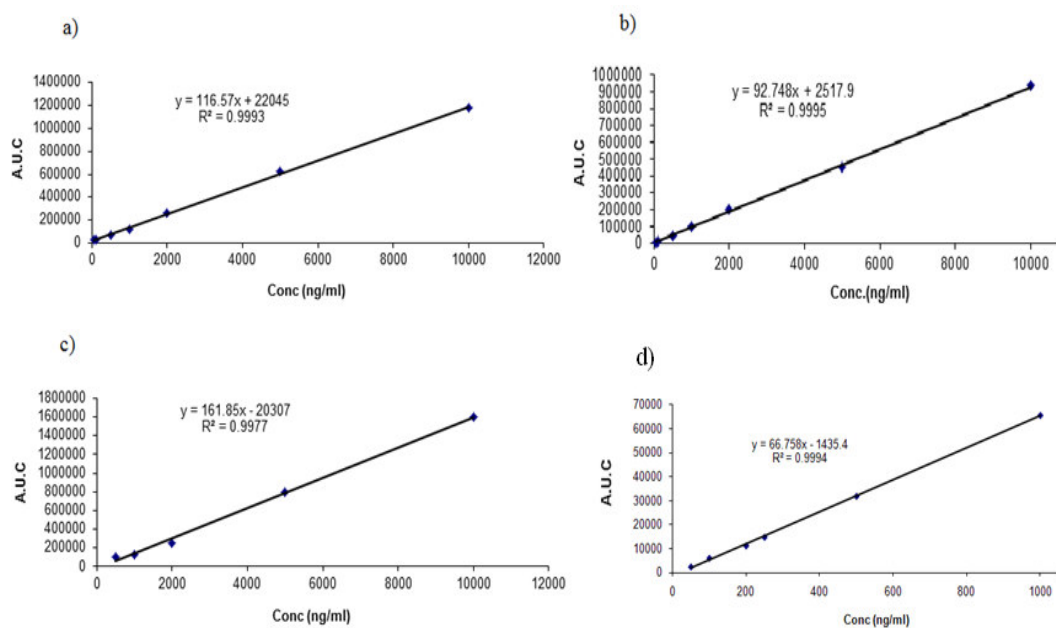 a)
1400000
1200000
1000000
800000
600000
400000
200000
0
A.U.C
y = 116.57x + 22045
R² = 0.9993
0 2000 4000 6000 8000 10000 12000
Conc (ng/ml)
b)
1000000
900000
800000
700000
600000
500000
400000
300000
200000
100000
0
A.U.C
y = 92.748x + 2517.9
R² = 0.9995
0 2000 4000 6000 8000 10000
Conc.(ng/ml)
c)
1800000
1600000
1400000
1200000
1000000
800000
600000
400000
200000
0
A.U.C
y = 161.85x - 20307
R² = 0.9977
0 2000 4000 6000 8000 10000 12000
Conc (ng/ml)
d)
70000
60000
50000
40000
30000
20000
10000
0
A.U.C
y = 66.758x - 1435.4
R² = 0.9994
0 200 400 600 800 1000
Conc (ng/ml)